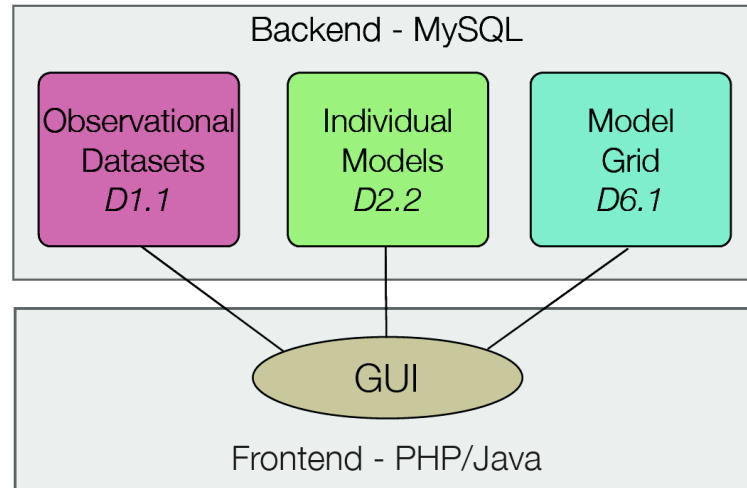 Backend - MySQL
Observational
Datasets
D1.1
Individual
Models
D2.2
Model
Grid
D6.1
GUI
Frontend - PHP/Java